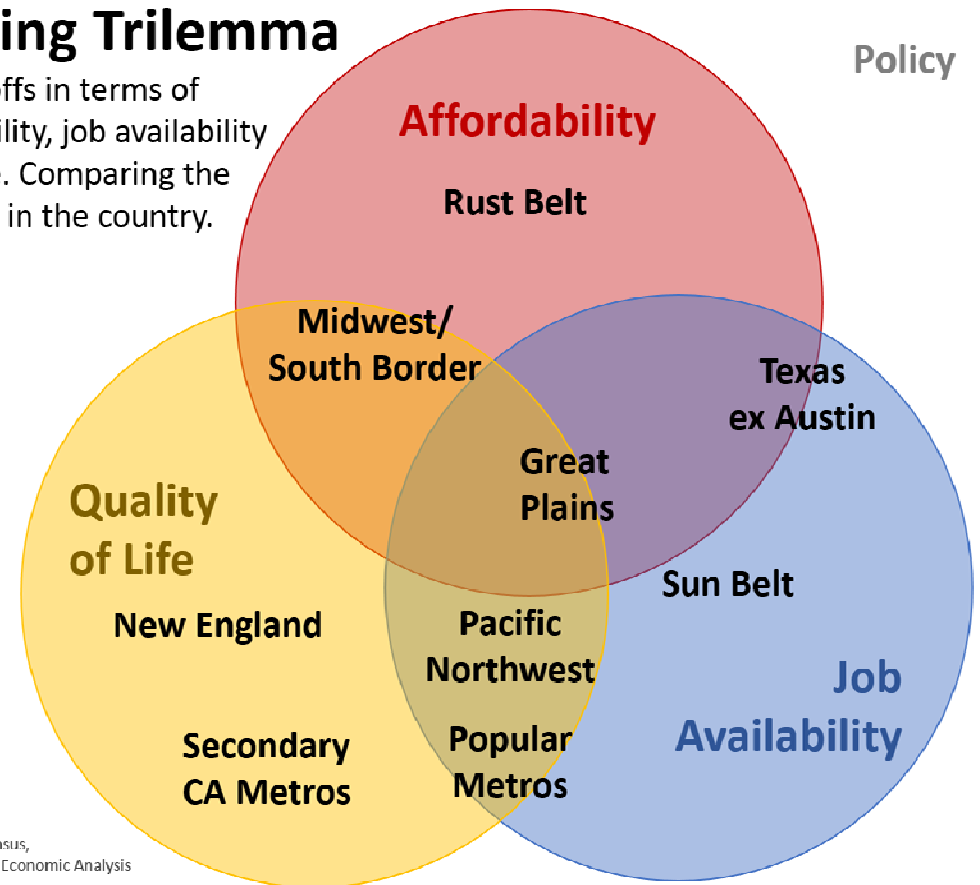 ing Trilemma
ffs in terms of
ility, job availability
. Comparing the
in the country.
Policy
Affordability
Rust Belt
Midwest/
South Border
Texas
ex Austin
Great
Plains
Quality
of Life
Sun Belt
New England
Pacific
Northwest
Job
Availability
Secondary
CA Metros
Popular
Metros
nsus,
Economic Analysis